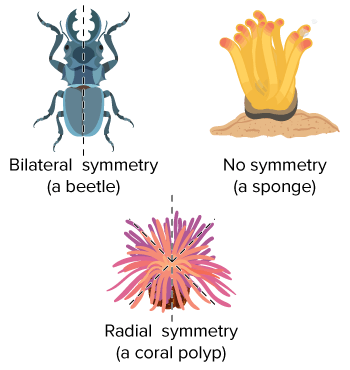 Bilateral symmetry
(a beetle)
No symmetry
(a sponge)
Radial symmetry
(a coral polyp)